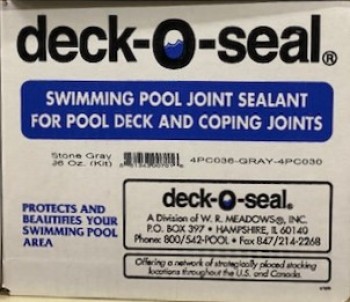 deck-O-seal®
SWIMMING POOL JOINT SEALANT
FOR POOL DECK AND COPING JOINTS
Stone Gray
36 Oz. (Kit)
4PC036-GRAY-4PC030
PROTECTS AND
BEAUTIFIES YOUR
SWIMMING POOL
AREA
deck-O-seal®
A Division of W. R. MEADOWS®, INC.
P.O. BOX 397 • HAMPSHIRE, IL 60140
Phone: 800/542-POOL • Fax 847/214-2268
Offering a network of strategically placed stocking
locations throughout the U.S. and Canada.